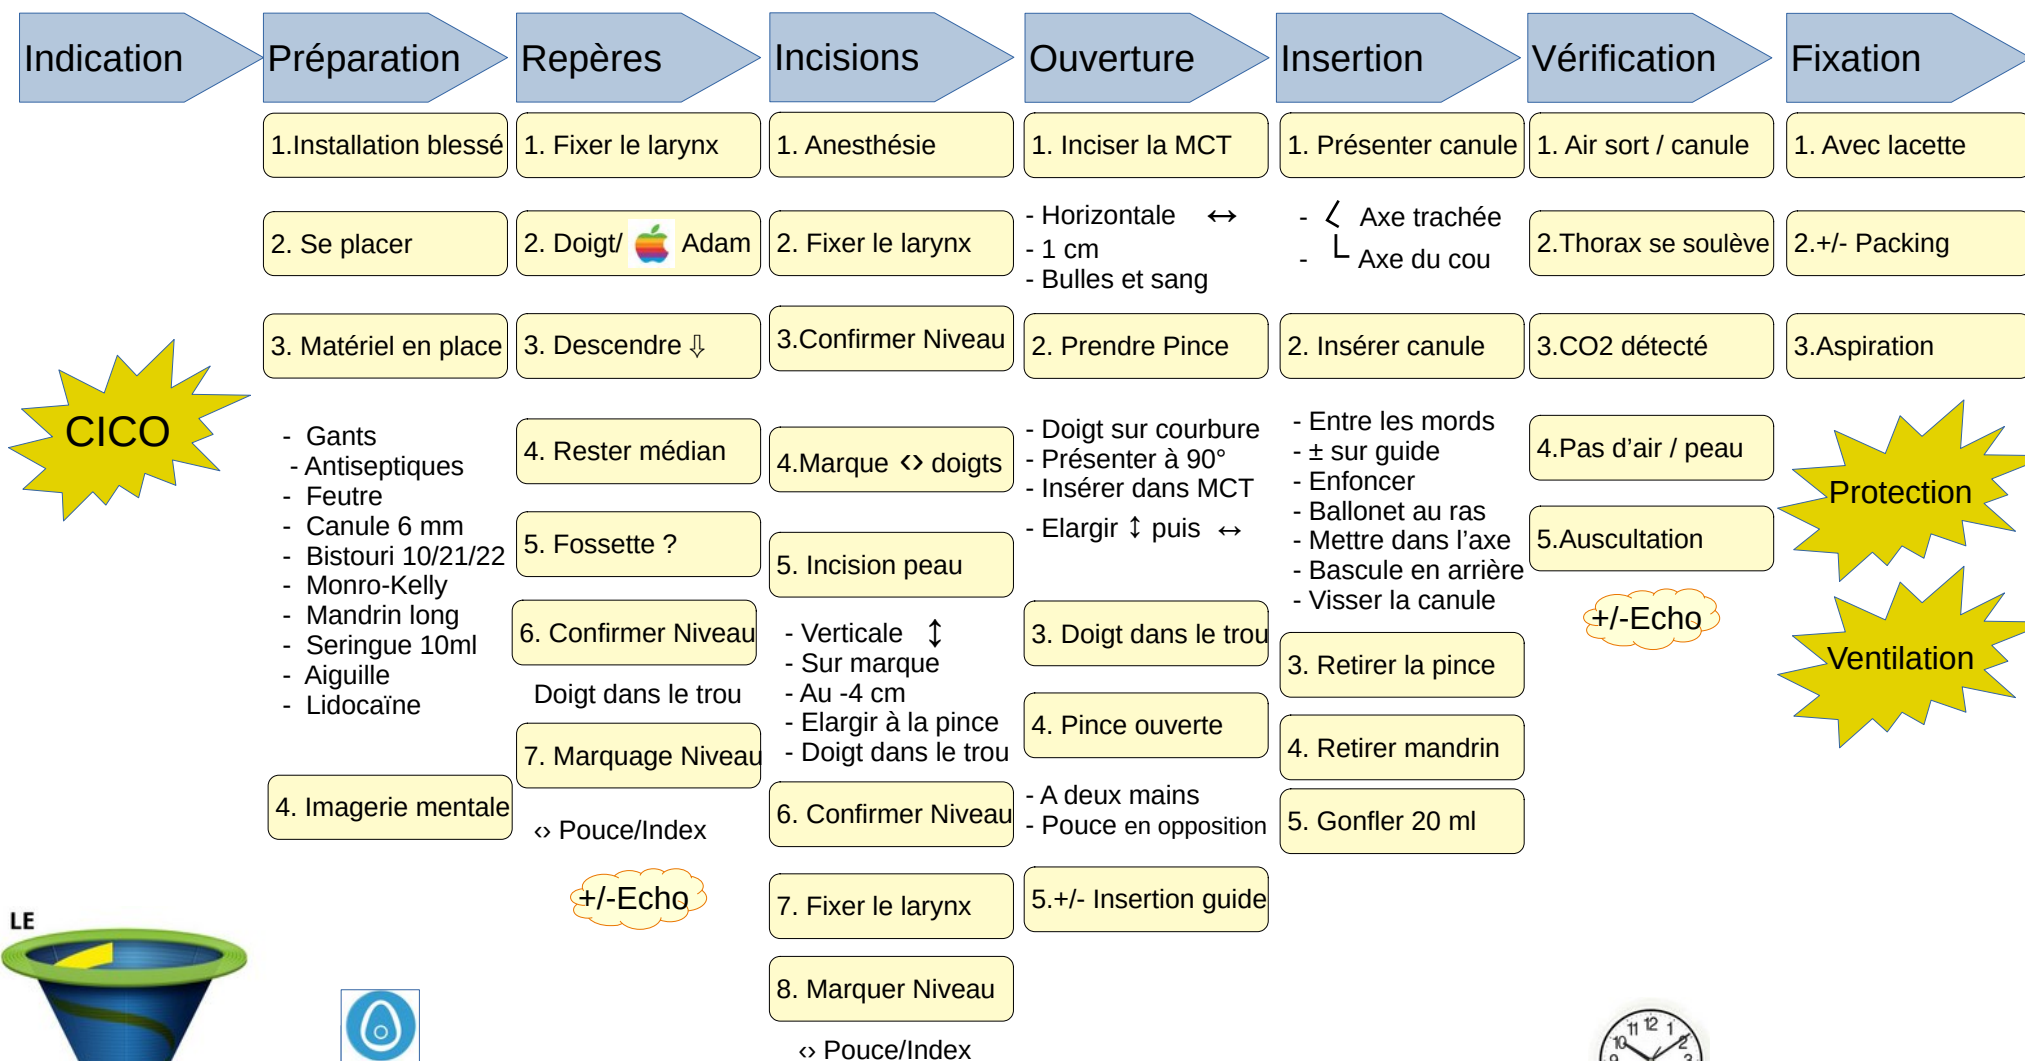 Indication
Préparation
Repères
Incisions
Ouverture
Insertion
Vérification
Fixation
CICO
1.Installation blessé
2. Se placer
3. Matériel en place
- Gants
- Antiseptiques
- Feutre
- Canule 6 mm
- Bistouri 10/21/22
- Monro-Kelly
- Mandrin long
- Seringue 10ml
- Aiguille
- Lidocaïne
4. Imagerie mentale
1. Fixer le larynx
2. Doigt/ Adam
3. Descendre ⇩
4. Rester médian
5. Fossette ?
6. Confirmer Niveau
Doigt dans le trou
7. Marquage Niveau
‹› Pouce/Index
+/-Echo
1. Anesthésie
2. Fixer le larynx
3.Confirmer Niveau
4.Marque ‹› doigts
5. Incision peau
- Verticale ↕
- Sur marque
- Au -4 cm
- Elargir à la pince
- Doigt dans le trou
6. Confirmer Niveau
7. Fixer le larynx
8. Marquer Niveau
‹› Pouce/Index
1. Inciser la MCT
- Horizontale ↔
- 1 cm
- Bulles et sang
2. Prendre Pince
- Doigt sur courbure
- Présenter à 90°
- Insérer dans MCT
- Elargir ↕ puis ↔
3. Doigt dans le trou
4. Pince ouverte
- A deux mains
- Pouce en opposition
5.+/- Insertion guide
1. Présenter canule
- Axe trachée
- Axe du cou
2. Insérer canule
- Entre les mords
- ± sur guide
- Enfoncer
- Ballonet au ras
- Mettre dans l'axe
- Bascule en arrière
- Visser la canule
3. Retirer la pince
4. Retirer mandrin
5. Gonfler 20 ml
1. Air sort / canule
2.Thorax se soulève
3.CO2 détecté
4.Pas d'air / peau
5.Auscultation
+/-Echo
1. Avec lacette
2.+/- Packing
3.Aspiration
Protection
Ventilation
LE
11 12 1
10 2
9 3